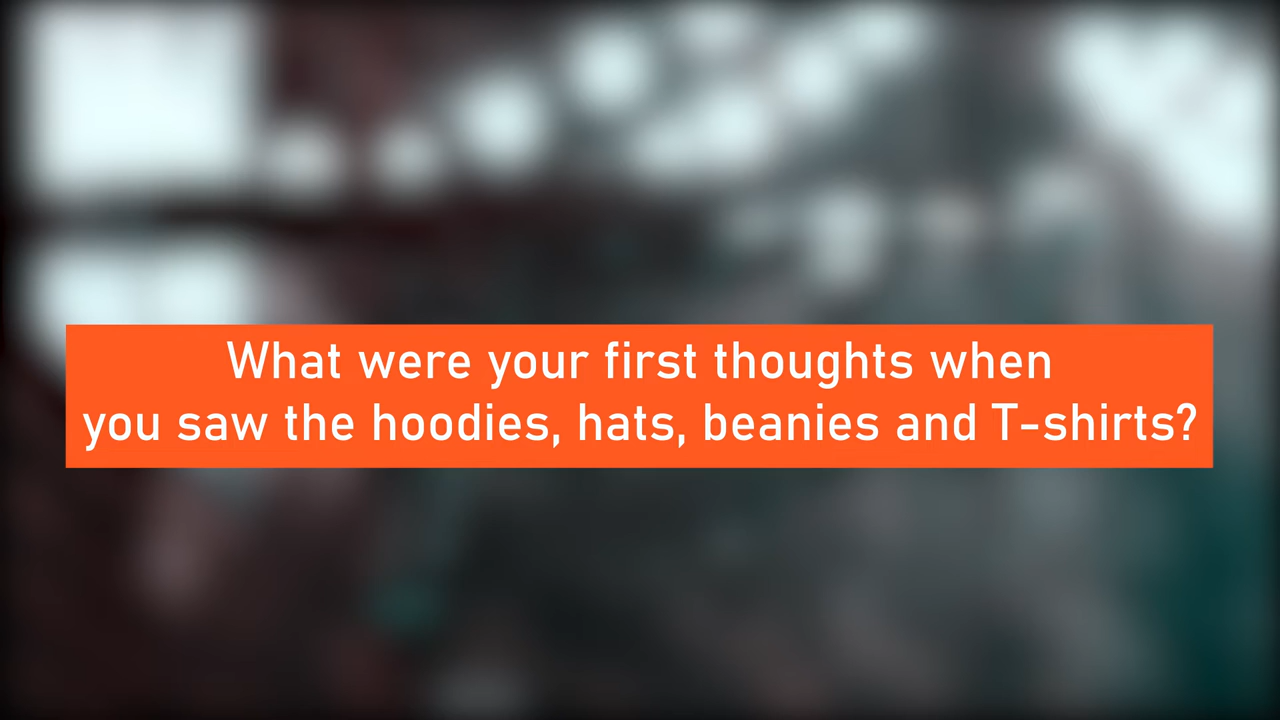 What were your first thoughts when
you saw the hoodies, hats, beanies and T-shirts?